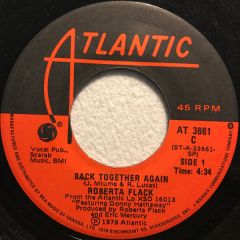 ATLANTIC
45 RPM
Vocal Pub.,
Scarab
Music, BMI
AT 3661
C
(ST-A-33661-
SP)
SIDE 1
Time: 4:34
BACK TOGETHER AGAIN
(J. Mtume & R. Lucas)
ROBERTA FLACK
From the Atlantic Lp XSD 16013
"Featuring Donny Hathaway"
Produced by Roberta Flack
and Eric Mercury
℗ 1979 Atlantic